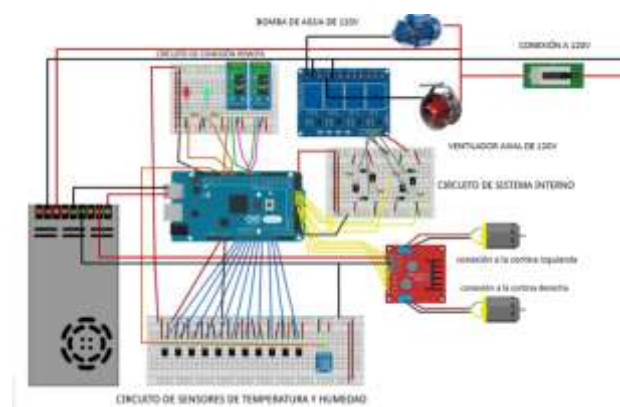 BOMBA DE AGUA DE 120V
CIRCUITO DE CONEXIÓN REMOTA
CONEXIÓN A 120V
VENTILADOR AXIAL DE 120V
CIRCUITO DE SISTEMA INTERNO
conexión a la cortina izquierda
conexión a la cortina derecha
CIRCUITO DE SENSORES DE TEMPERATURA Y HUMEDAD